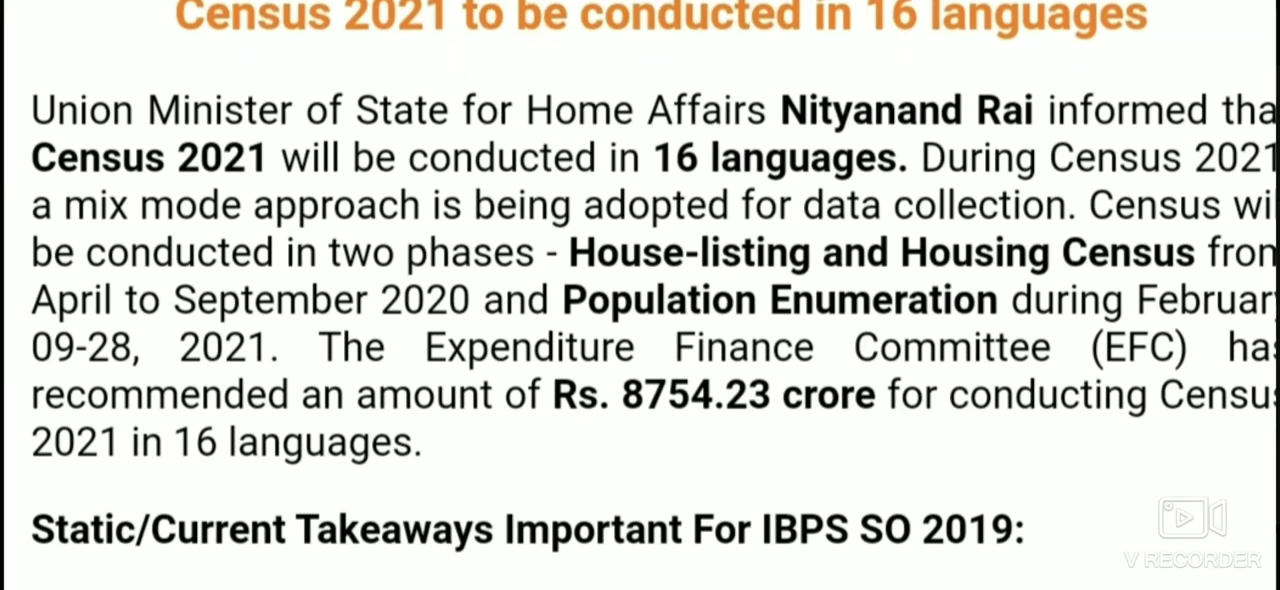 Census 2021 to be conducted in 16 languages
Union Minister of State for Home Affairs Nityanand Rai informed tha
Census 2021 will be conducted in 16 languages. During Census 2021
a mix mode approach is being adopted for data collection. Census wi
be conducted in two phases - House-listing and Housing Census from
April to September 2020 and Population Enumeration during Februar
09-28, 2021. The Expenditure Finance Committee (EFC) has
recommended an amount of Rs. 8754.23 crore for conducting Census
2021 in 16 languages.
Static/Current Takeaways Important For IBPS SO 2019:
V RECORDER